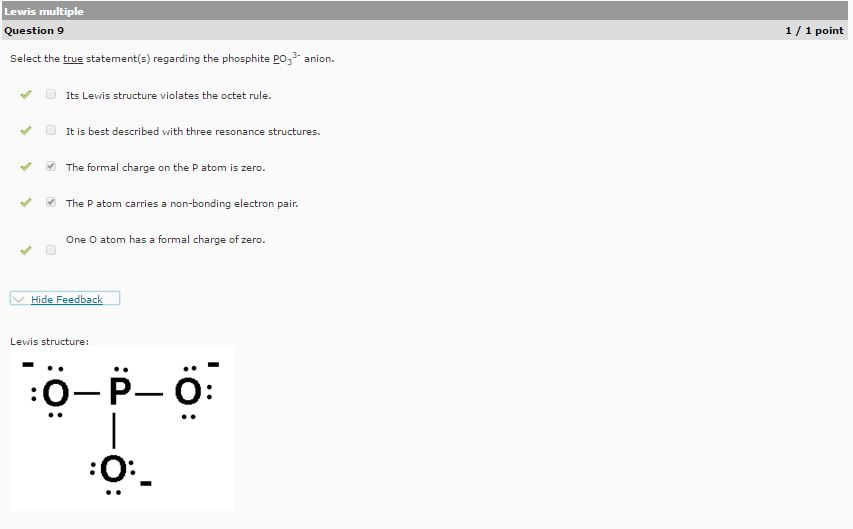 Lewis multiple
Question 9 1 / 1 point
Select the true statement(s) regarding the phosphite PO₃³⁻ anion.
Its Lewis structure violates the octet rule.
It is best described with three resonance structures.
The formal charge on the P atom is zero.
The P atom carries a non-bonding electron pair.
One O atom has a formal charge of zero.
Hide Feedback
Lewis structure:
:O–P–O:
:O:-